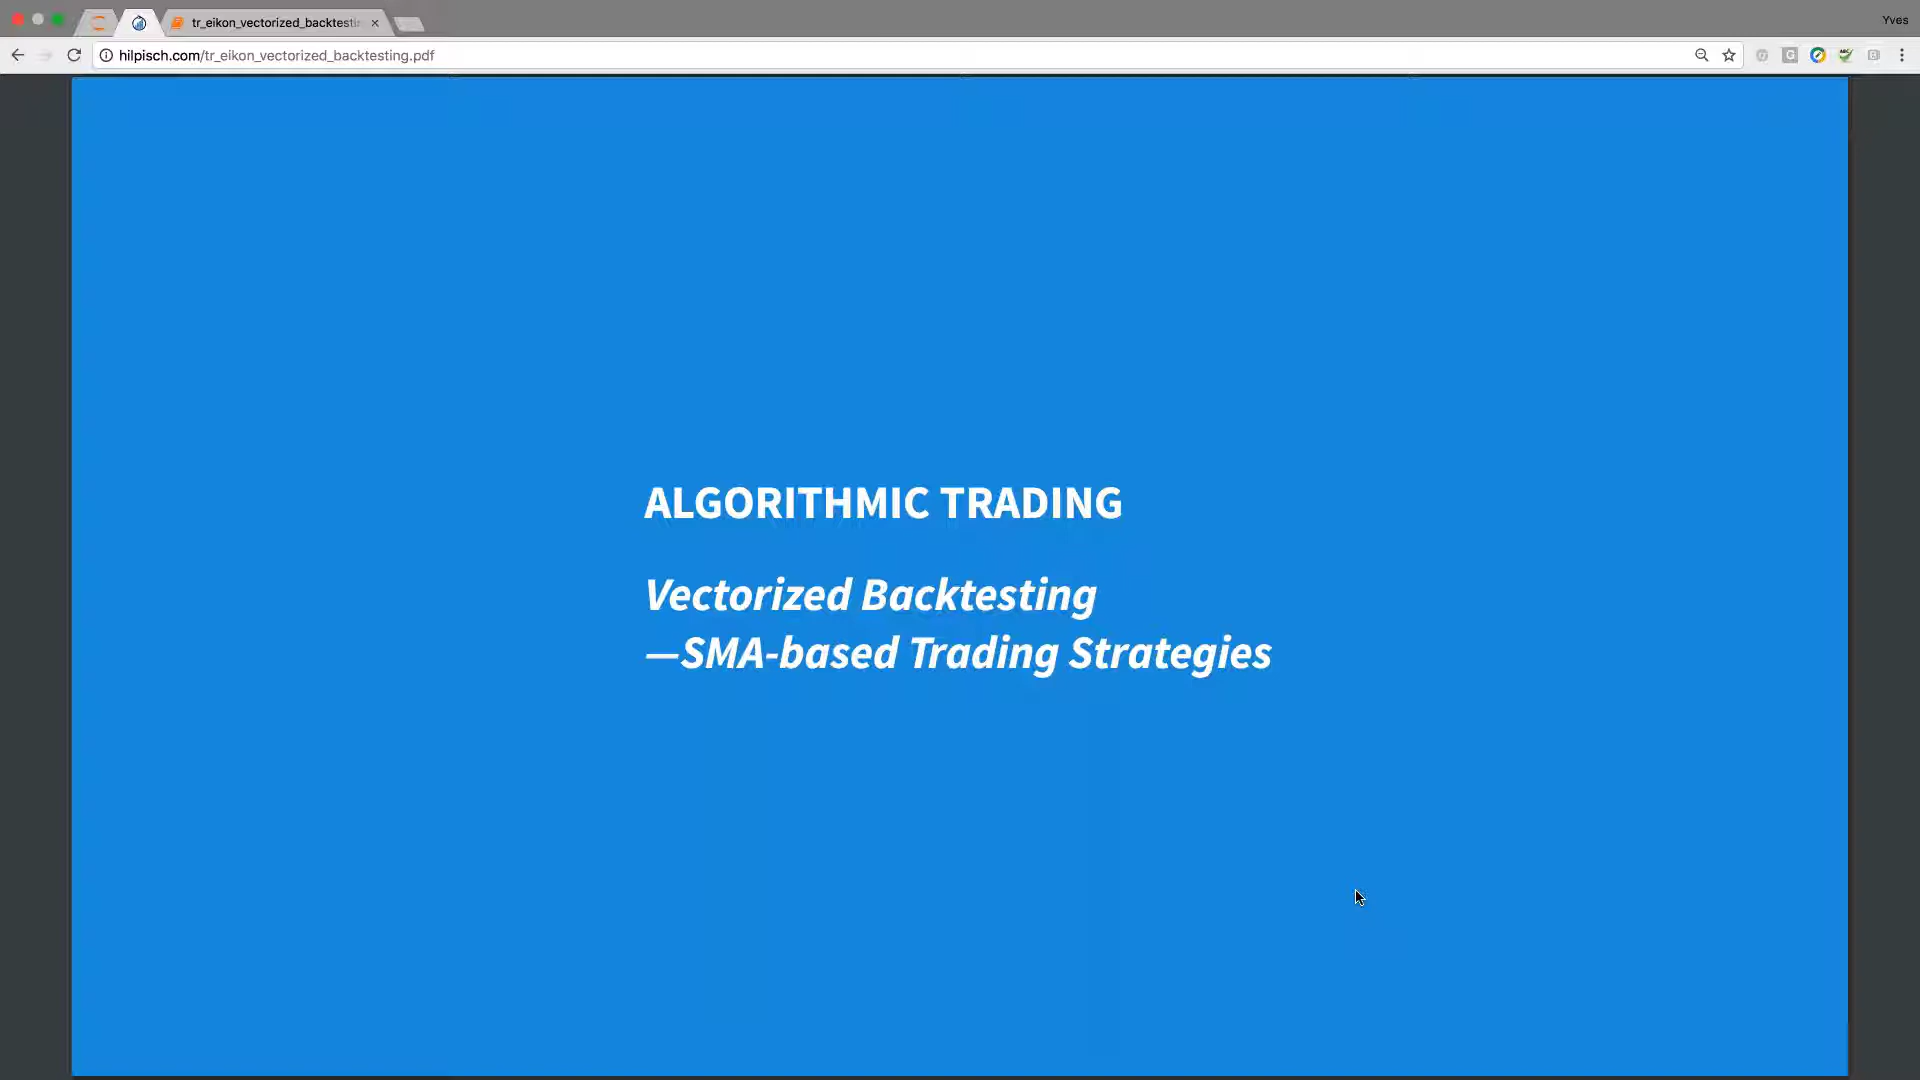 Yves
tr_eikon_vectorized_backtesti
hilpisch.com/tr_eikon_vectorized_backtesting.pdf
ALGORITHMIC TRADING
Vectorized Backtesting
—SMA-based Trading Strategies